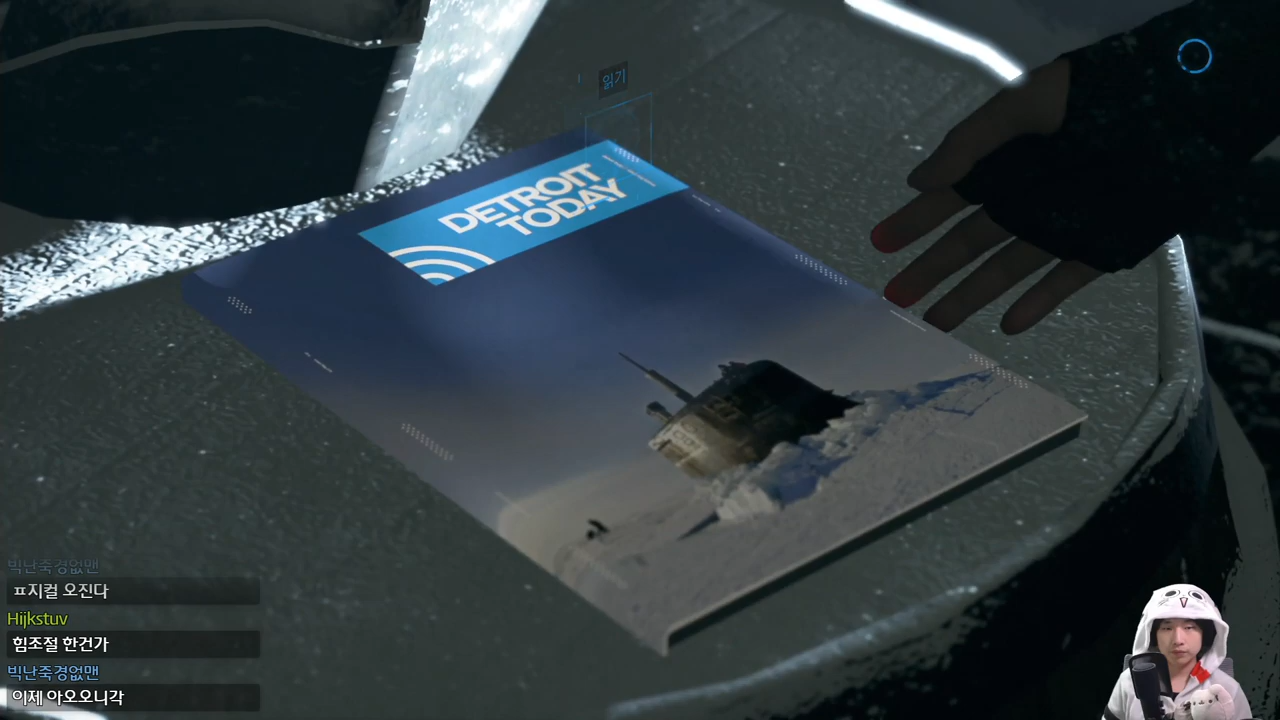 읽기
DETROIT
TODAY
빅난죽경없맨
ㅍ지컬 오진다
Hijkstuv
힘조절 한건가
빅난죽경없맨
이제 아오오니각